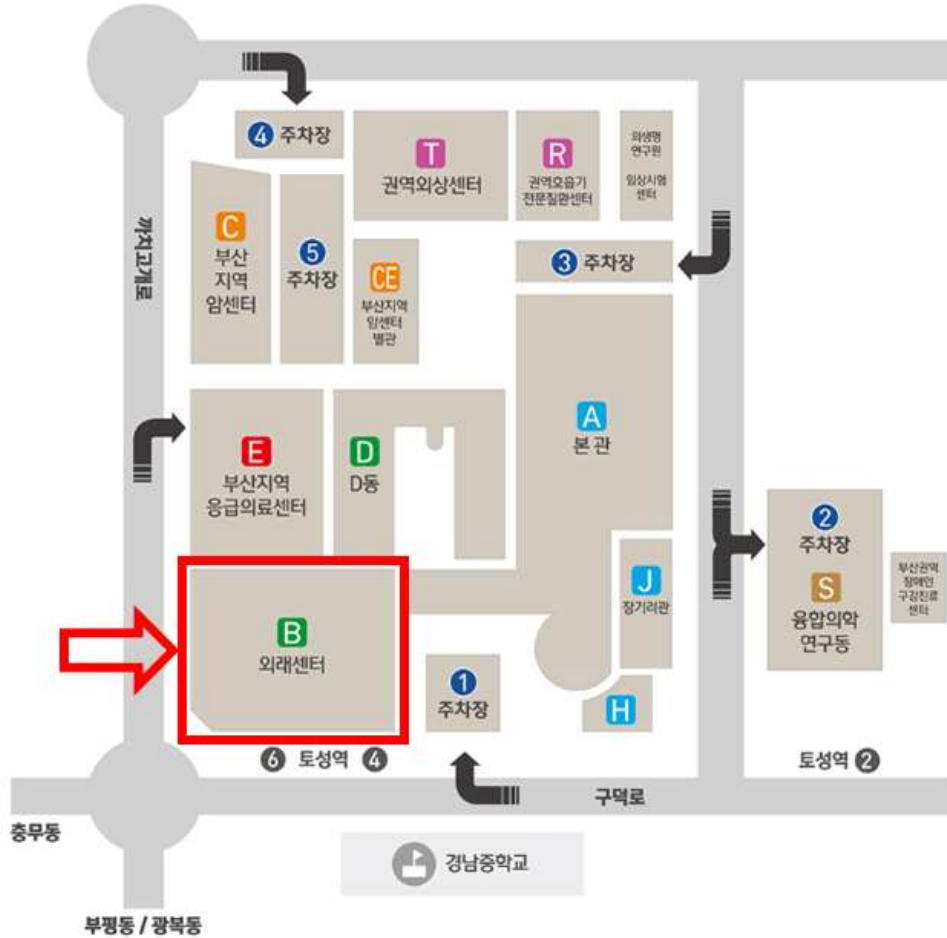 4 주차장
T
권역외상센터
R
권역호흡기
전문질환센터
의생명
연구원
임상시험
센터
까치고개로
C
부산
지역
암센터
5
주차장
CE
부산지역
암센터
별관
3 주차장
A
본관
E
부산지역
응급의료센터
D
D동
2
주차장
S
융합의학
연구동
부산권역
장애인
구강진료
센터
J
장기려관
B
외래센터
1
주차장
H
6 토성역 4
토성역 2
구덕로
충무동
경남중학교
부평동 / 광복동